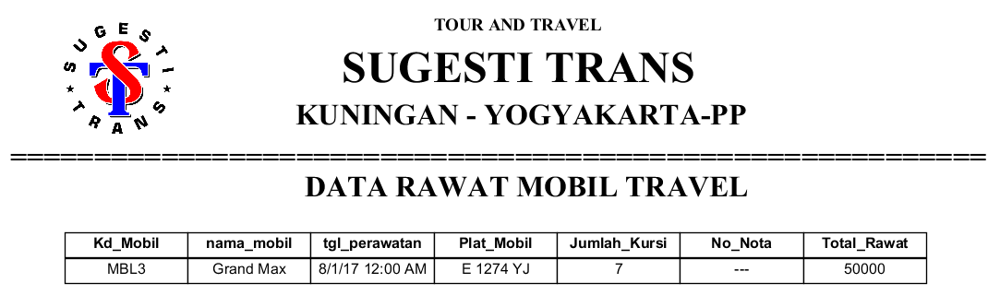 SUGESTI
ST
TRANS
TOUR AND TRAVEL
SUGESTI TRANS
KUNINGAN - YOGYAKARTA-PP
==========================================================
DATA RAWAT MOBIL TRAVEL
Kd_Mobil nama_mobil tgl_perawatan Plat_Mobil Jumlah_Kursi No_Nota Total_Rawat
MBL3 Grand Max 8/1/17 12:00 AM E 1274 YJ 7 --- 50000